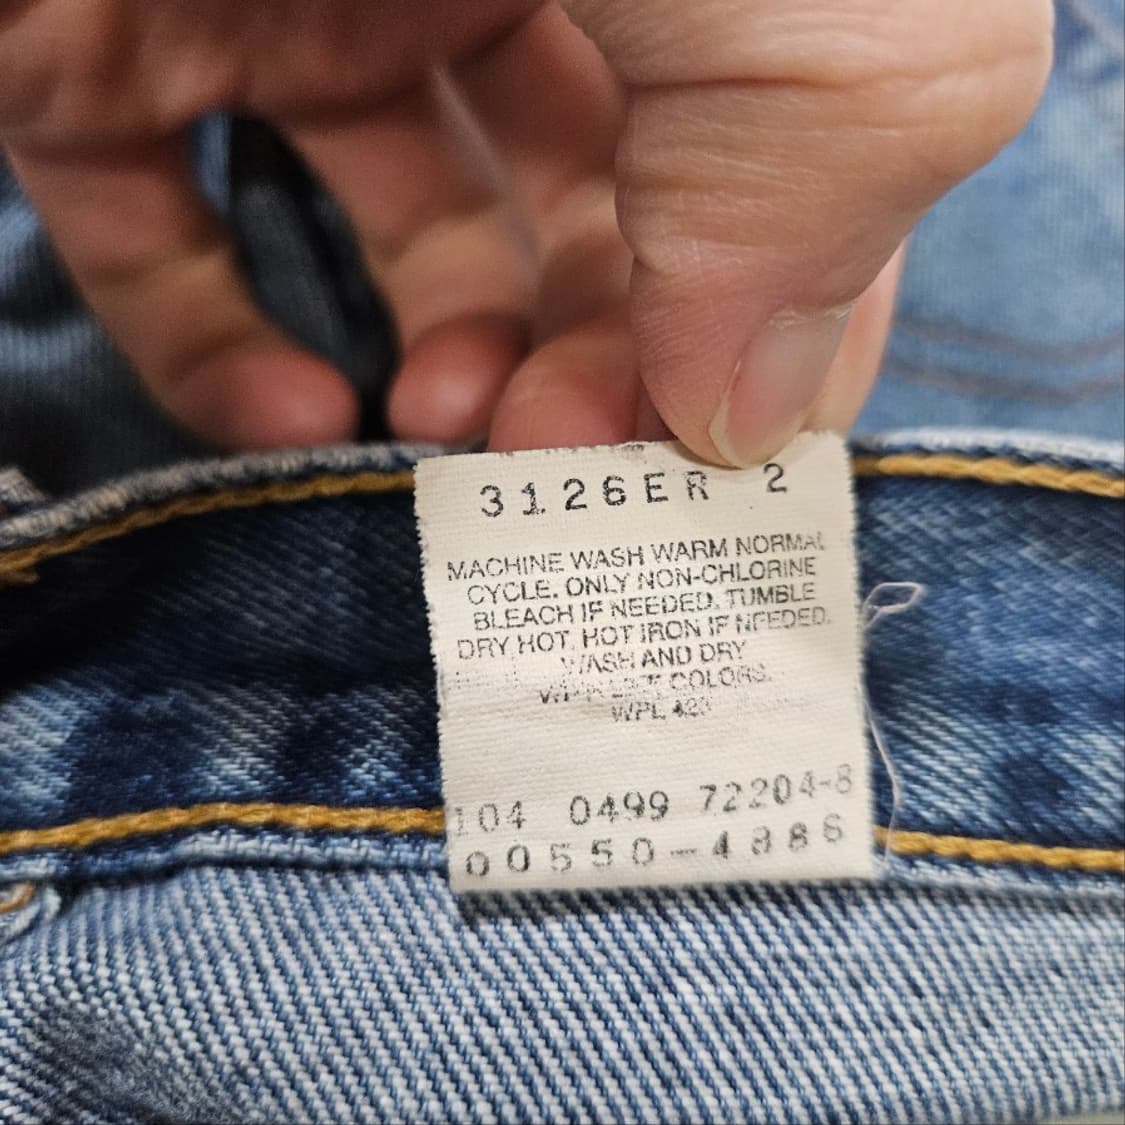 3126ER 2
MACHINE WASH WARM NORMAL
CYCLE. ONLY NON-CHLORINE
BLEACH IF NEEDED. TUMBLE
DRY HOT. HOT IRON IF NEEDED.
WASH AND DRY
COLORS.
WPL 423
104 0499 72204-8
00550-4886